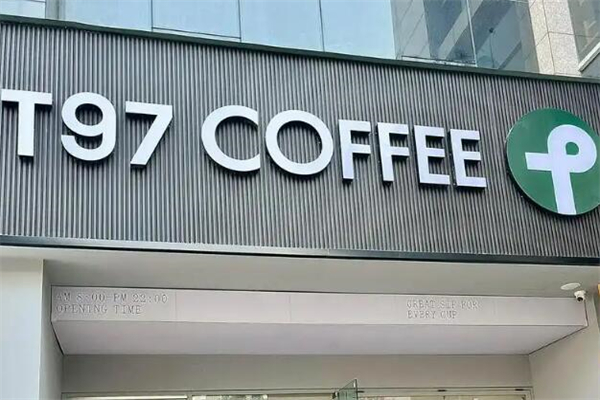 T97 COFFEE
AM 8:00-PM 22:00
OPENING TIME
GREAT SIP FOR
EVERY CUP